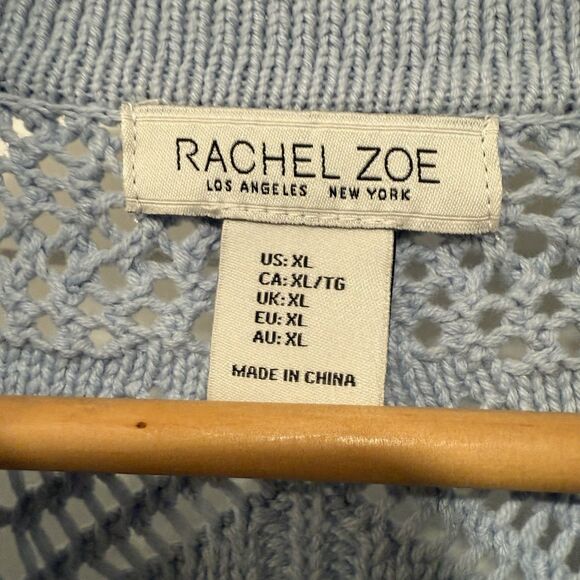 RACHEL ZOE
LOS ANGELES NEW YORK
US: XL
CA: XL/TG
UK: XL
EU: XL
AU: XL
MADE IN CHINA